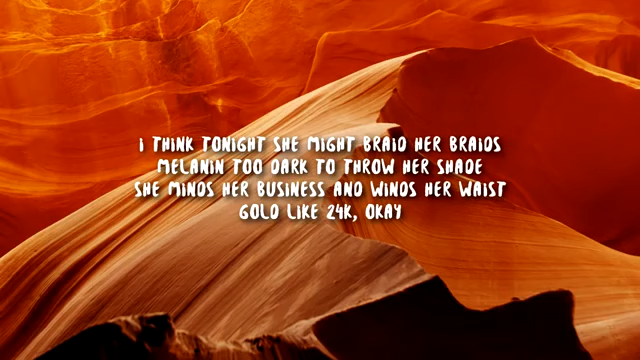 I THINK TONIGHT SHE MIGHT BRAID HER BRAIDS
MELANIN TOO DARK TO THROW HER SHADE
SHE MINDS HER BUSINESS AND WINDS HER WAIST
GOLD LIKE 24K, OKAY